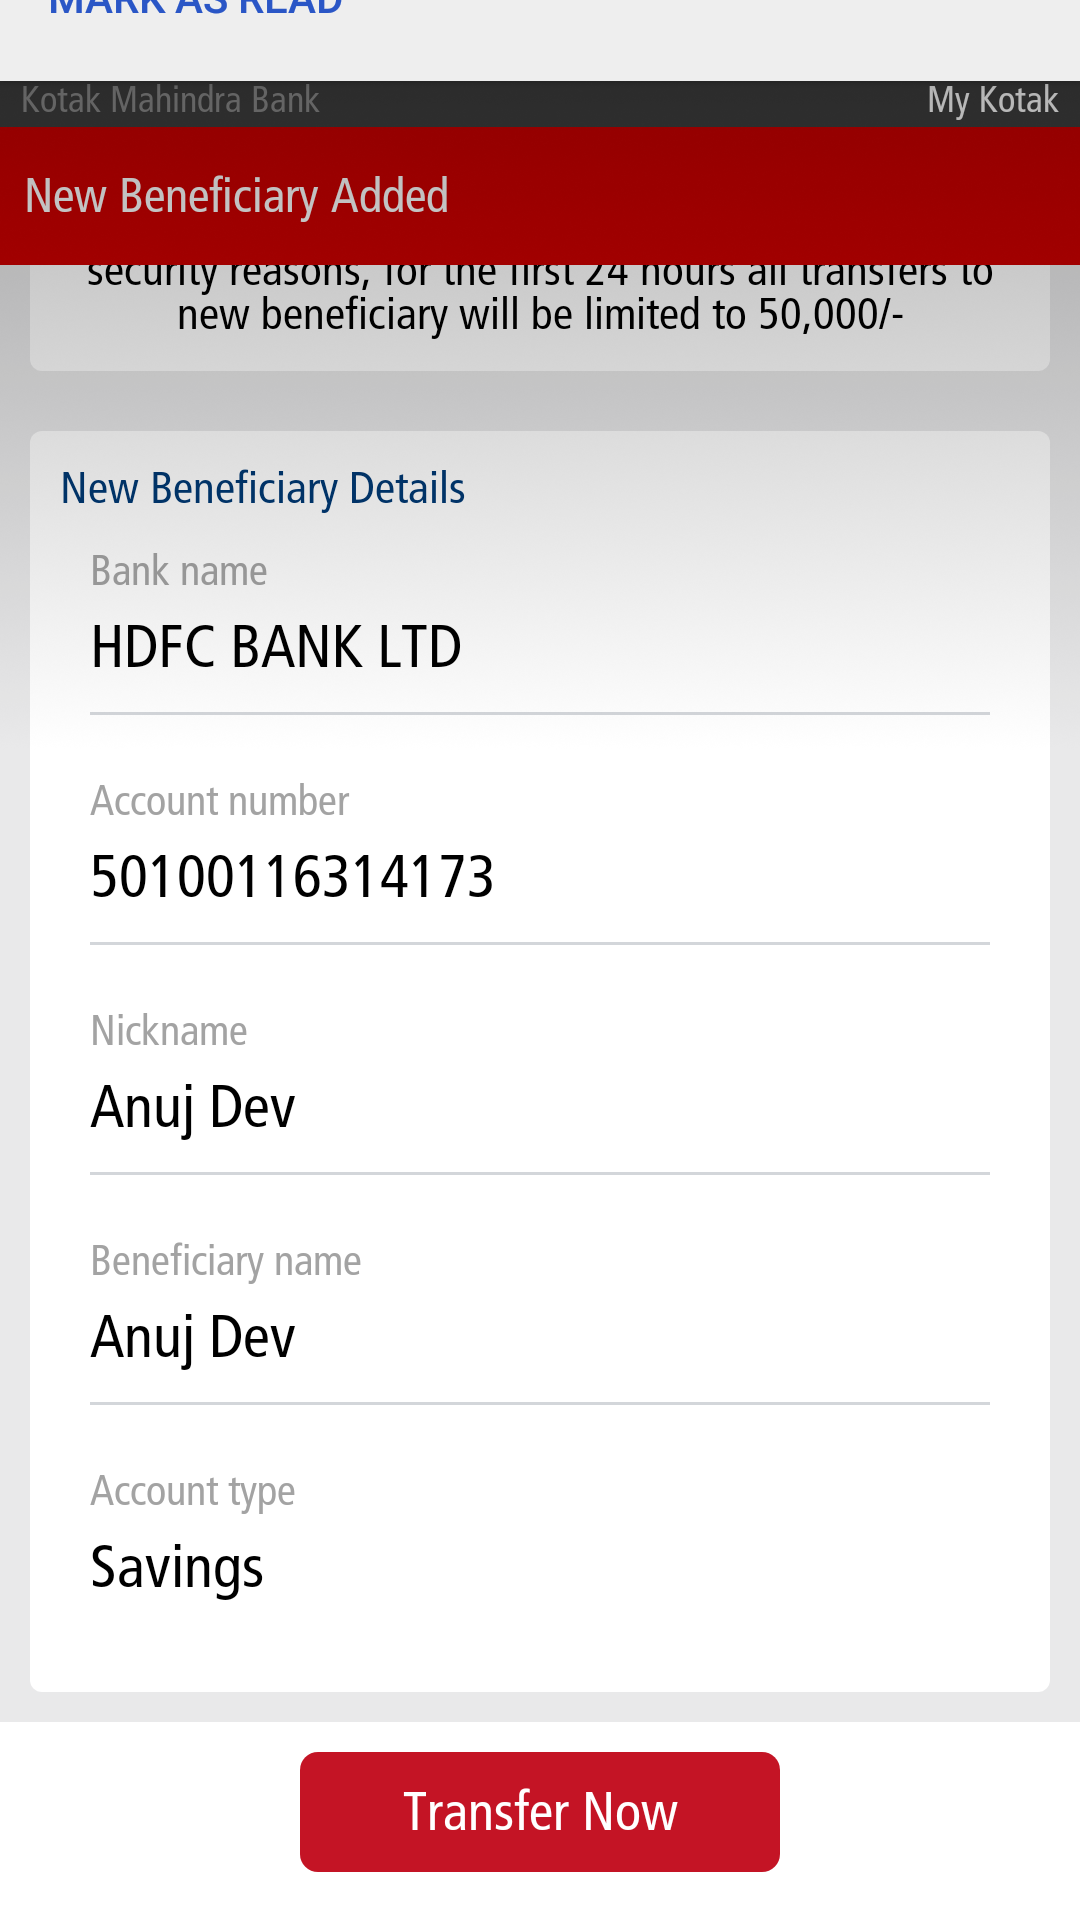 MARK AS READ
Kotak Mahindra Bank
My Kotak
New Beneficiary Added
security reasons, for the first 24 hours all transfers to
new beneficiary will be limited to 50,000/-
New Beneficiary Details
Bank name
HDFC BANK LTD
Account number
50100116314173
Nickname
Anuj Dev
Beneficiary name
Anuj Dev
Account type
Savings
Transfer Now